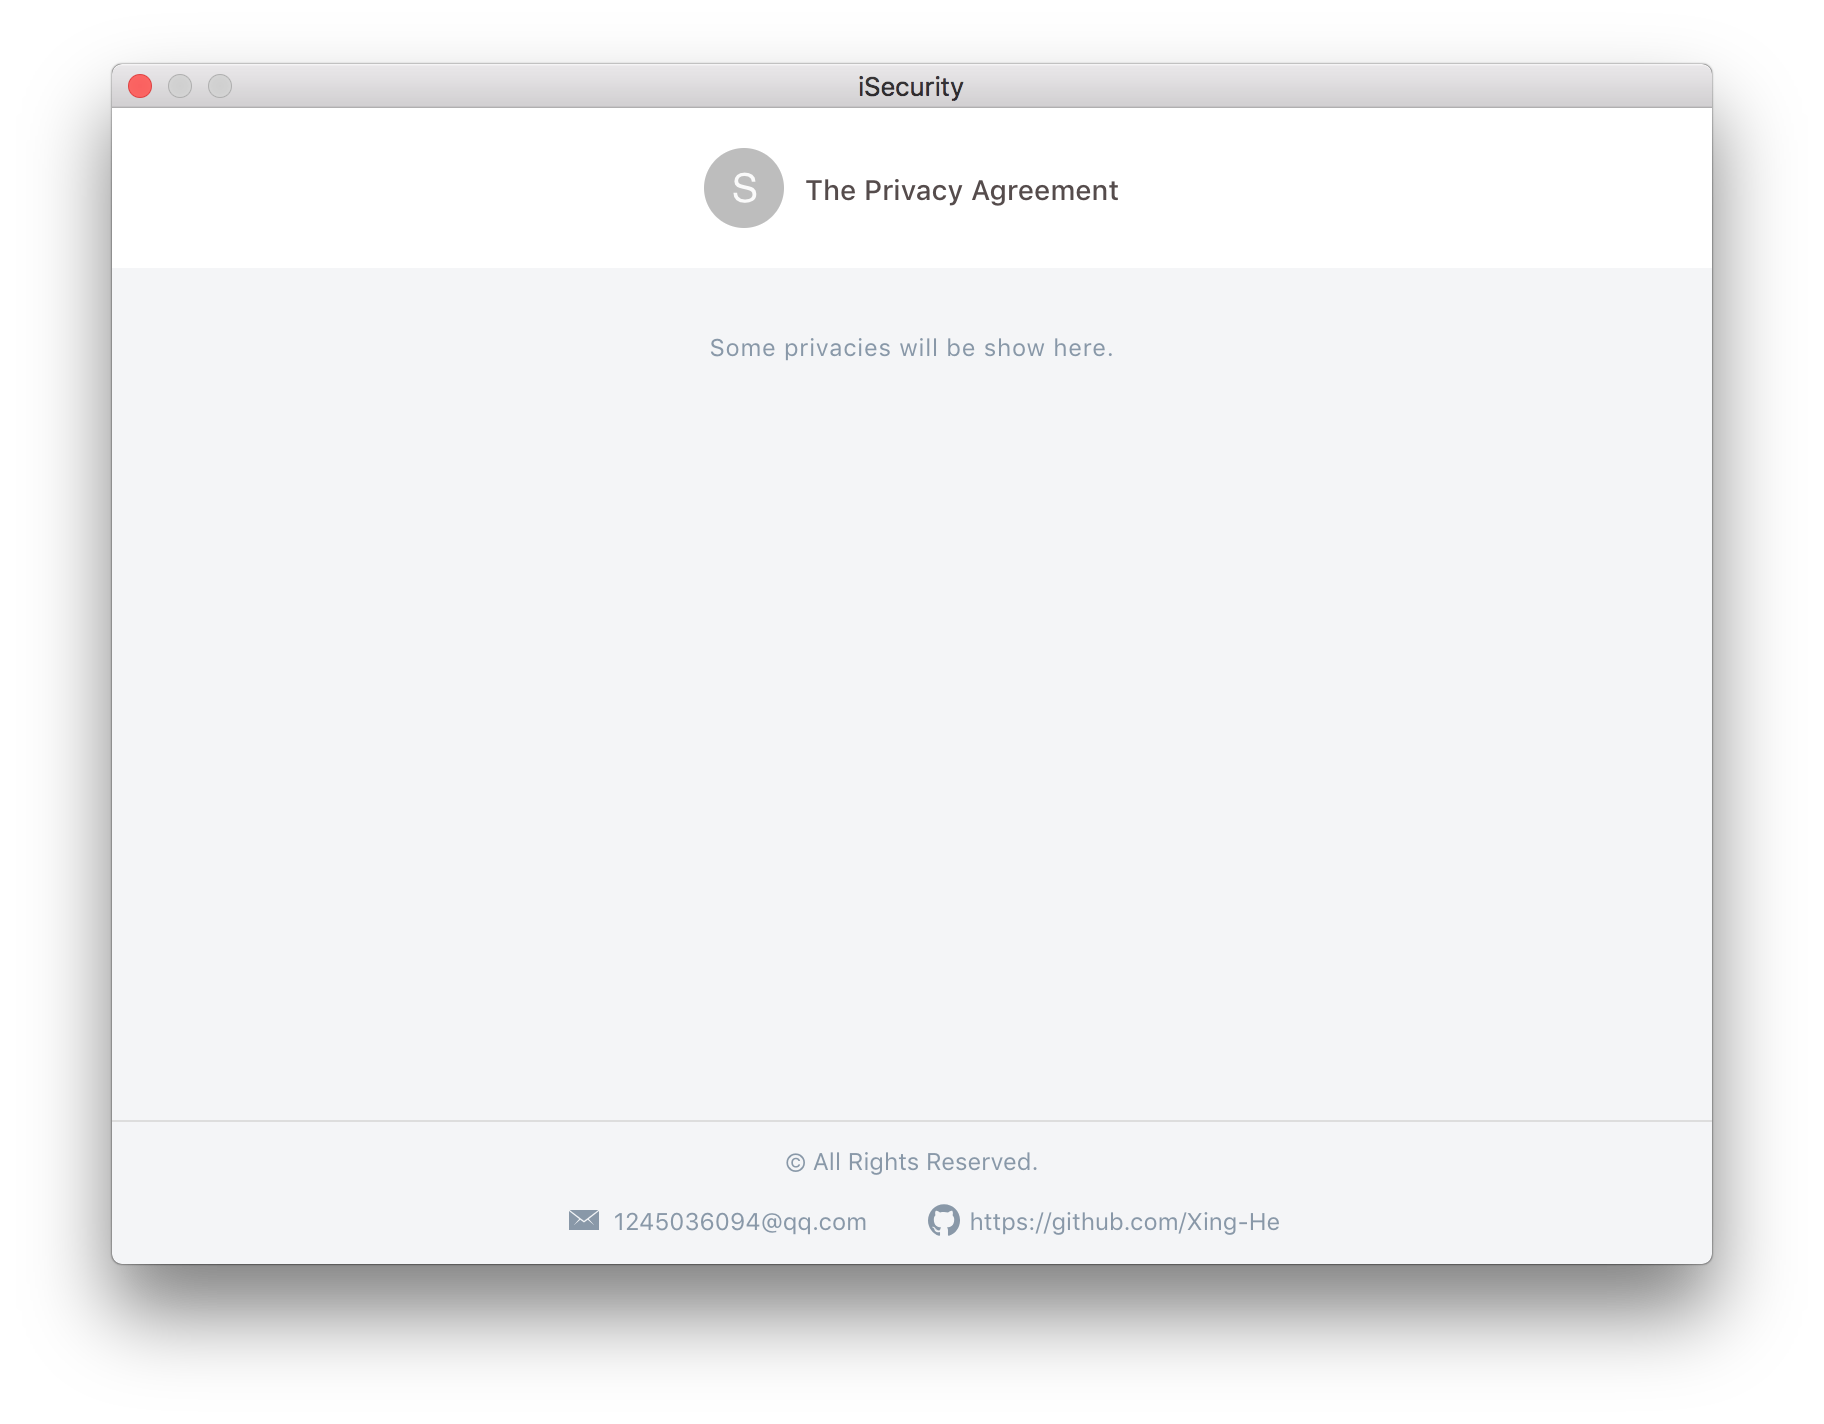 iSecurity
S The Privacy Agreement
Some privacies will be show here.
© All Rights Reserved.
1245036094@qq.com https://github.com/Xing-He